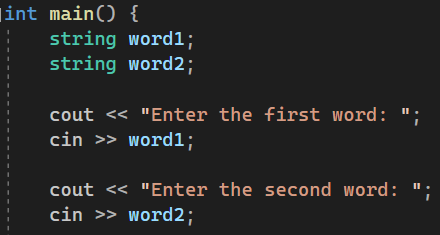 int main() {
    string word1;
    string word2;

    cout << "Enter the first word: ";
    cin >> word1;

    cout << "Enter the second word: ";
    cin >> word2;